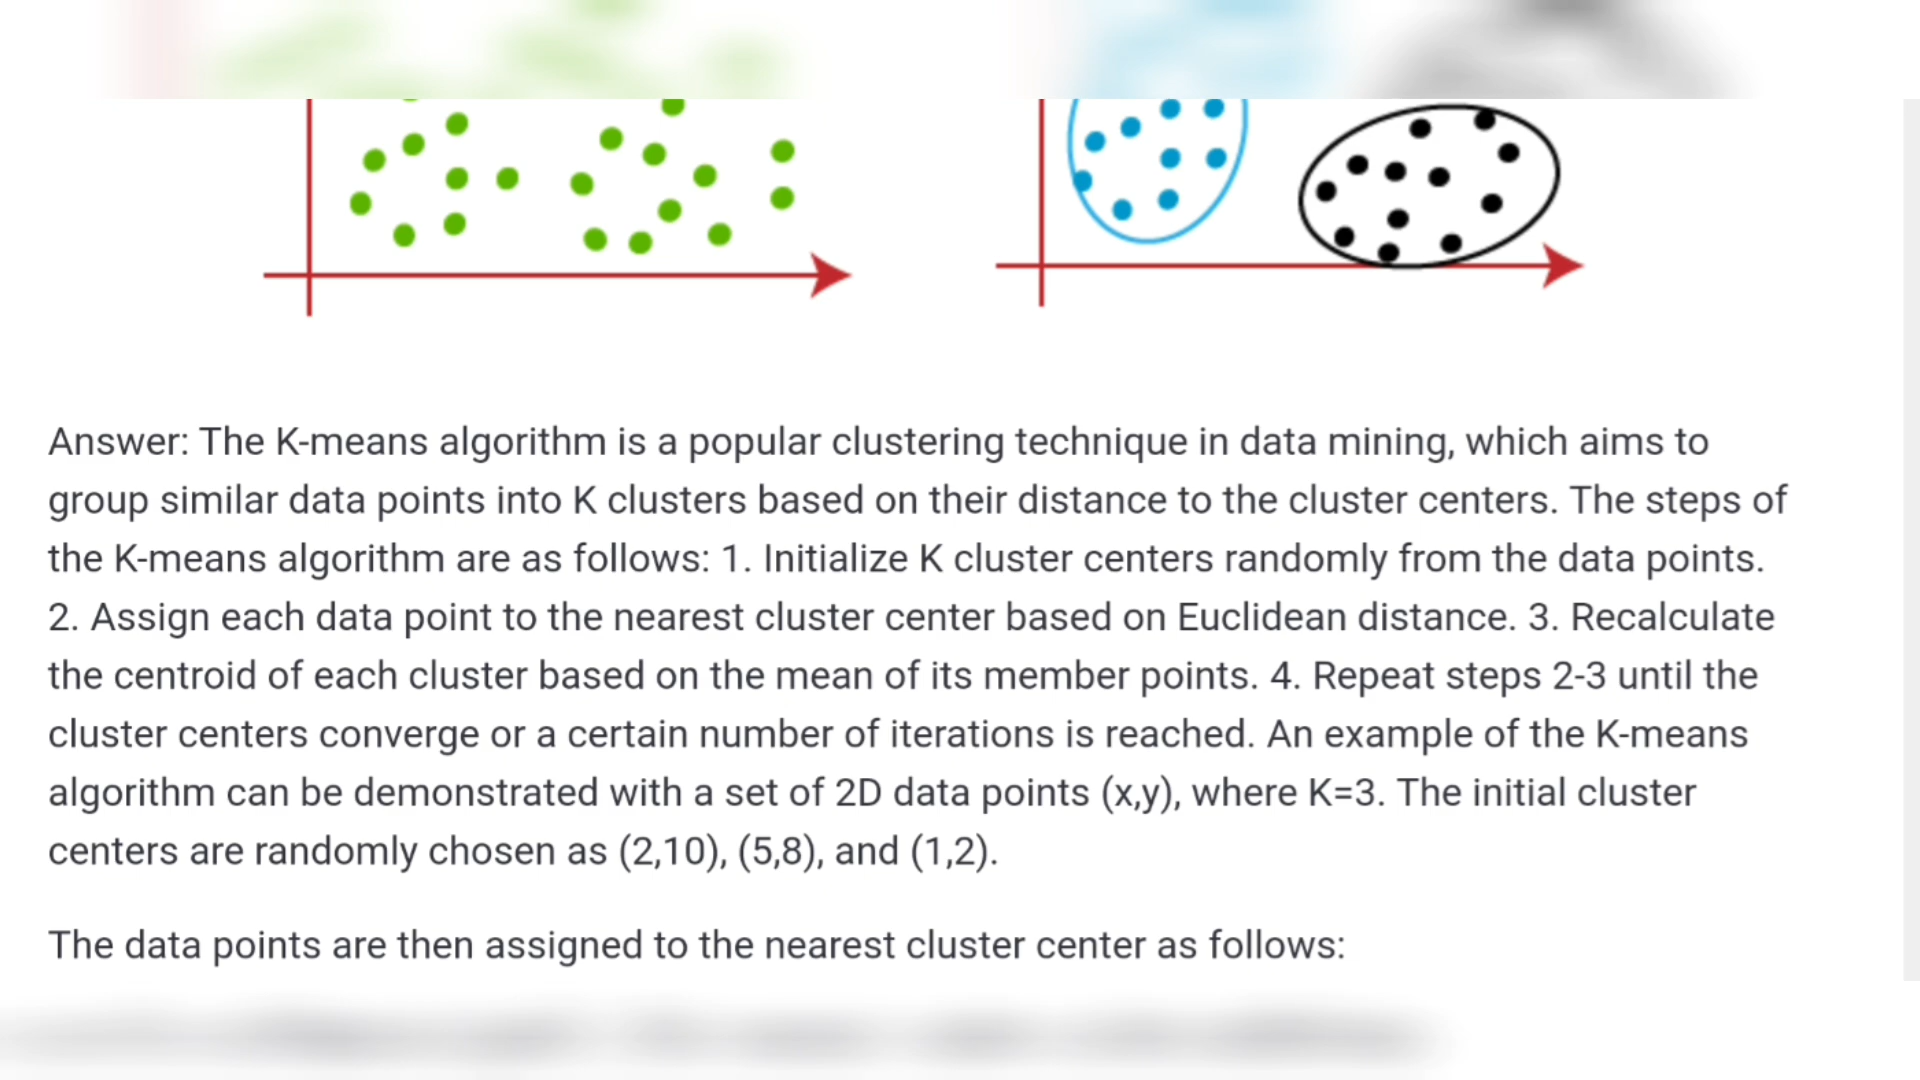 Answer: The K-means algorithm is a popular clustering technique in data mining, which aims to
group similar data points into K clusters based on their distance to the cluster centers. The steps of
the K-means algorithm are as follows: 1. Initialize K cluster centers randomly from the data points.
2. Assign each data point to the nearest cluster center based on Euclidean distance. 3. Recalculate
the centroid of each cluster based on the mean of its member points. 4. Repeat steps 2-3 until the
cluster centers converge or a certain number of iterations is reached. An example of the K-means
algorithm can be demonstrated with a set of 2D data points (x,y), where K=3. The initial cluster
centers are randomly chosen as (2,10), (5,8), and (1,2).
The data points are then assigned to the nearest cluster center as follows: